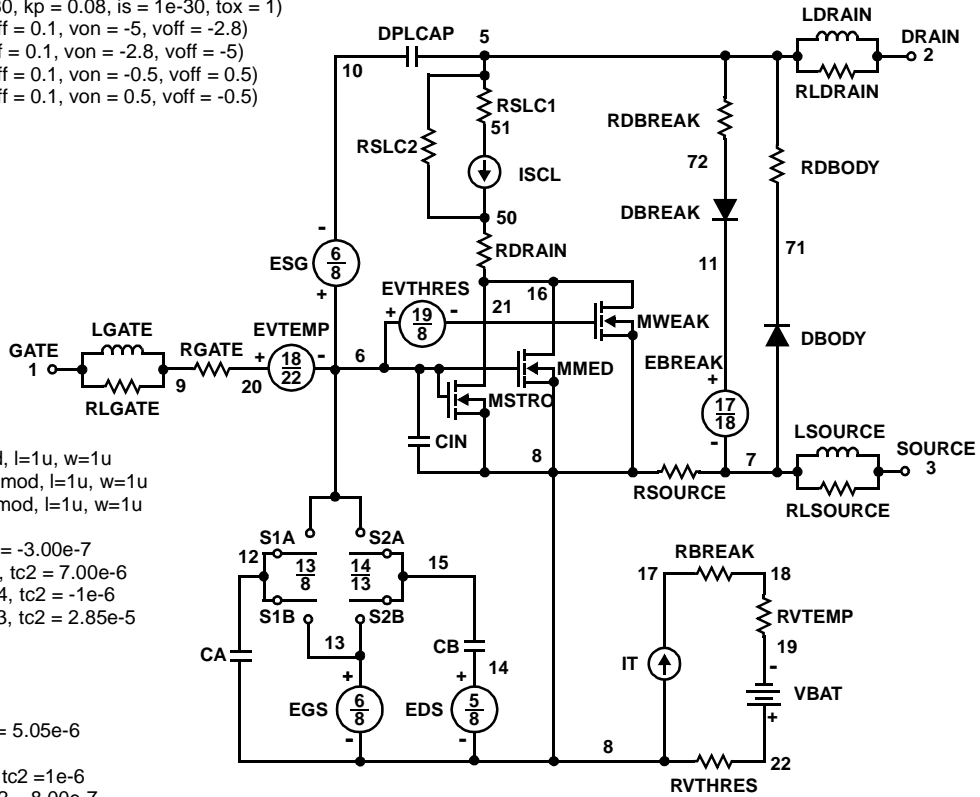 60, kp = 0.08, is = 1e-30, tox = 1)
ff = 0.1, von = -5, voff = -2.8)
f = 0.1, von = -2.8, voff = -5)
ff = 0.1, von = -0.5, voff = 0.5)
ff = 0.1, von = 0.5, voff = -0.5)
DPLCAP
5
10
LDRAIN
DRAIN
2
RLDRAIN
RSLC1
51
RSLC2
ISCL
RDBREAK
72
RDBODY
DBREAK
50
RDRAIN
71
11
ESG
6
8
-
+
EVTHRES
+
19
8
-
16
21
MWEAK
DBODY
LGATE
GATE
1
RLGATE
9
RGATE
20
EVTEMP
+
18
22
-
6
MMED
MSTRO
EBREAK
+
17
18
-
CIN
8
RSOURCE
7
LSOURCE
SOURCE
3
RLSOURCE
d, l=1u, w=1u
mod, l=1u, w=1u
mod, l=1u, w=1u
= -3.00e-7
, tc2 = 7.00e-6
4, tc2 = -1e-6
3, tc2 = 2.85e-5
= 5.05e-6
tc2 =1e-6
2 = -8.00e-7
S1A
S2A
12
13
8
14
13
15
S1B
S2B
13
CA
CB
14
+
EGS
6
8
-
+
EDS
5
8
-
8
RBREAK
17
18
RVTEMP
19
-
IT
VBAT
+
22
RVTHRES